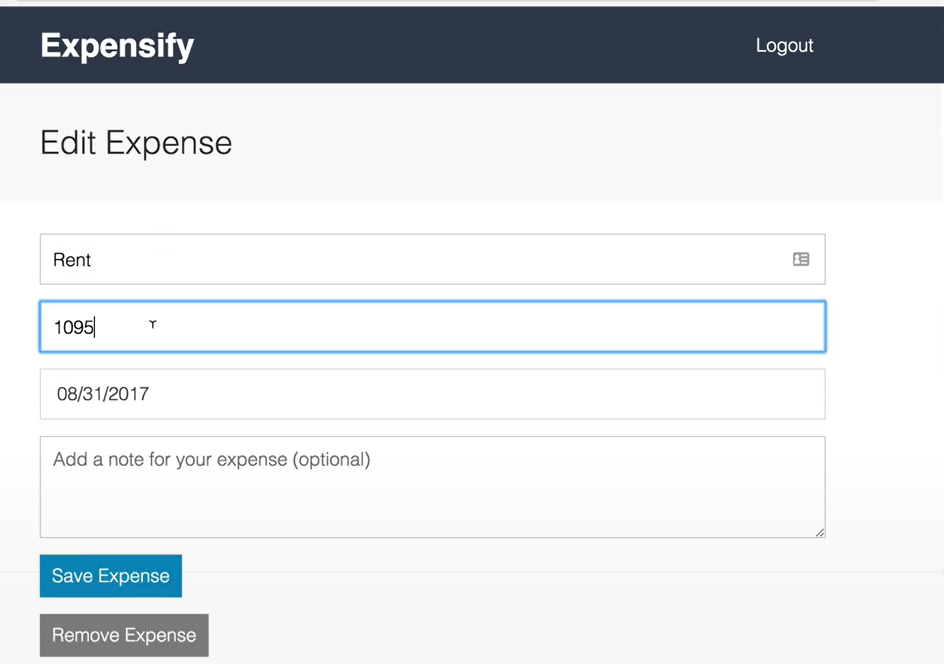 Expensify
Logout
Edit Expense
Rent
1095
08/31/2017
Add a note for your expense (optional)
Save Expense
Remove Expense